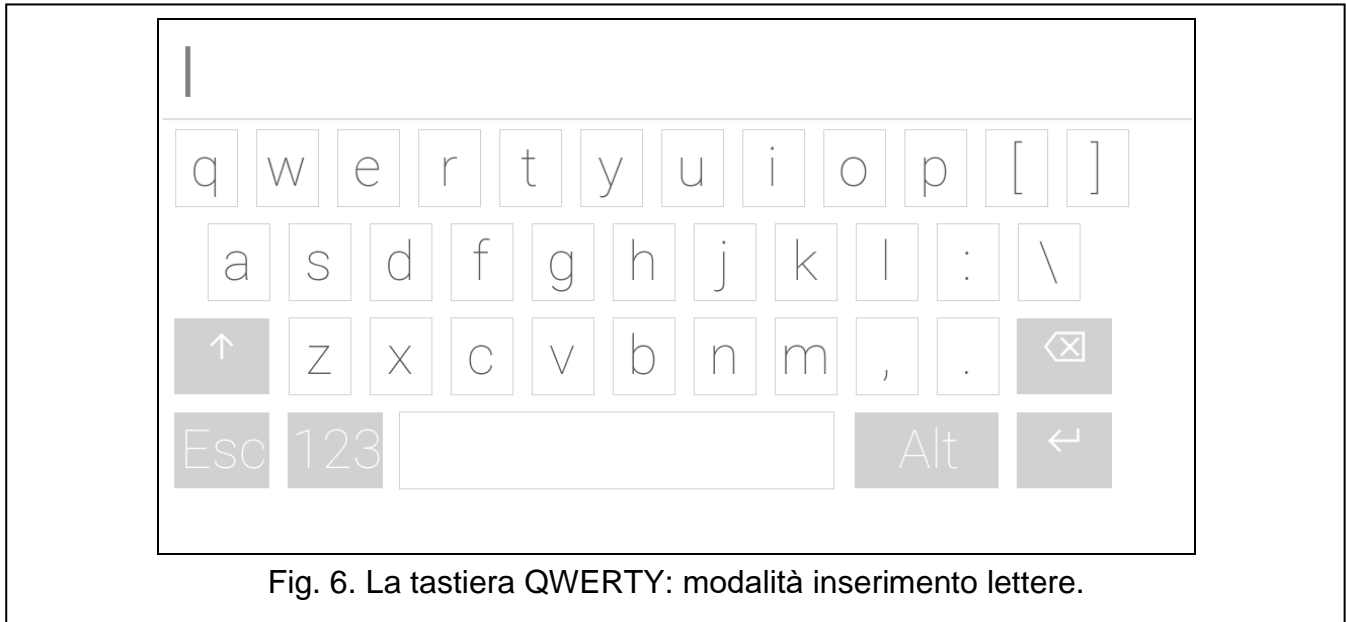 q w e r t y u i o p [ ]
a s d f g h j k l : \
↑ z x c v b n m , . ⌫
Esc 123 Alt ↵
Fig. 6. La tastiera QWERTY: modalità inserimento lettere.